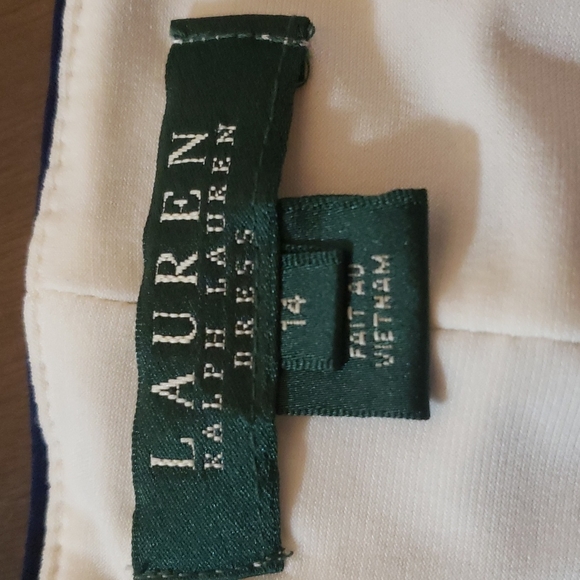 LAUREN
RALPH LAUREN
DRESS
14
FAIT AU
VIETNAM